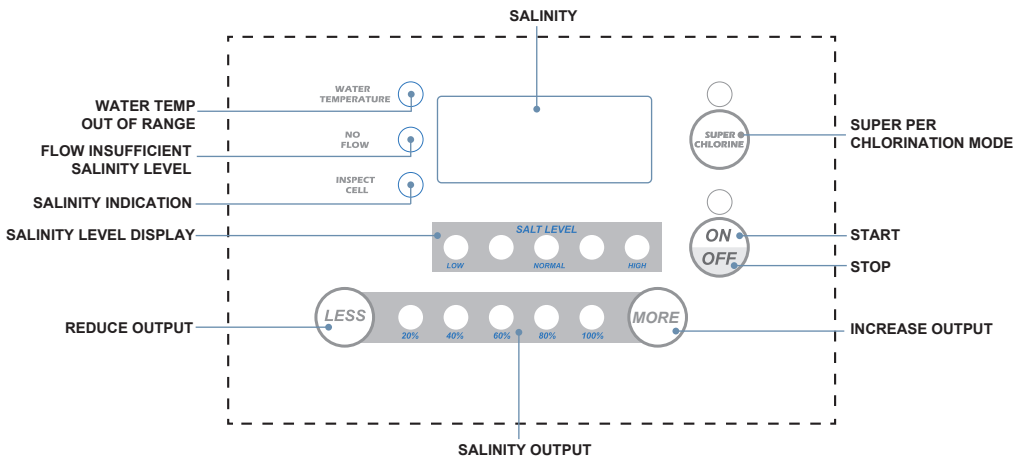 SALINITY
WATER
TEMPERATURE
WATER TEMP
OUT OF RANGE
NO
FLOW
FLOW INSUFFICIENT
SALINITY LEVEL
INSPECT
CELL
SALINITY INDICATION
SUPER
CHLORINE
SUPER PER
CHLORINATION MODE
SALINITY LEVEL DISPLAY
SALT LEVEL
LOW
NORMAL
HIGH
ON
OFF
START
STOP
REDUCE OUTPUT
LESS
20%
40%
60%
80%
100%
MORE
INCREASE OUTPUT
SALINITY OUTPUT